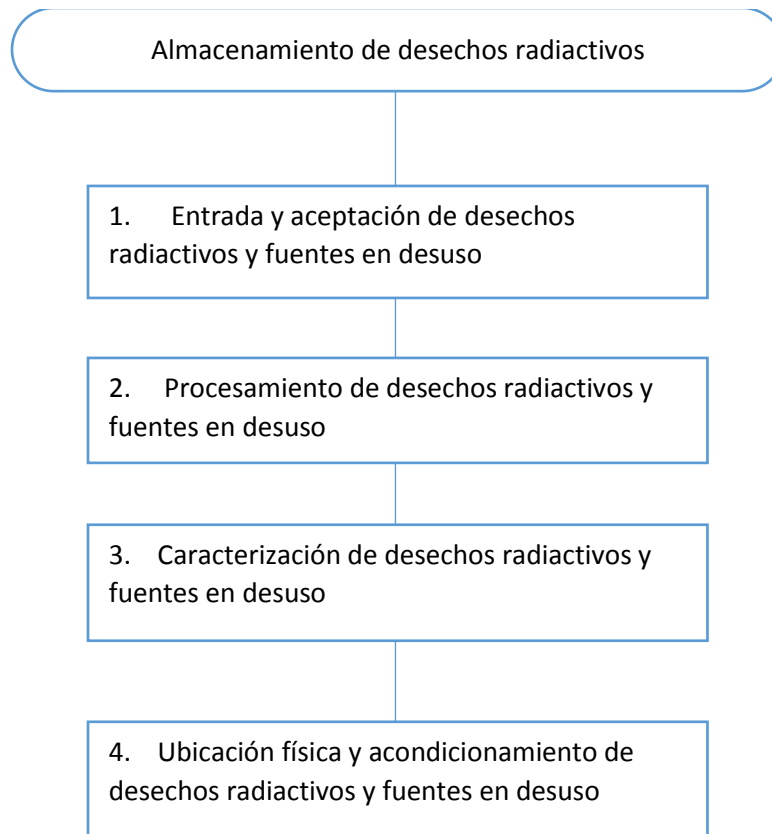 Almacenamiento de desechos radiactivos
1. Entrada y aceptación de desechos
radiactivos y fuentes en desuso
2. Procesamiento de desechos radiactivos y
fuentes en desuso
3. Caracterización de desechos radiactivos y
fuentes en desuso
4. Ubicación física y acondicionamiento de
desechos radiactivos y fuentes en desuso